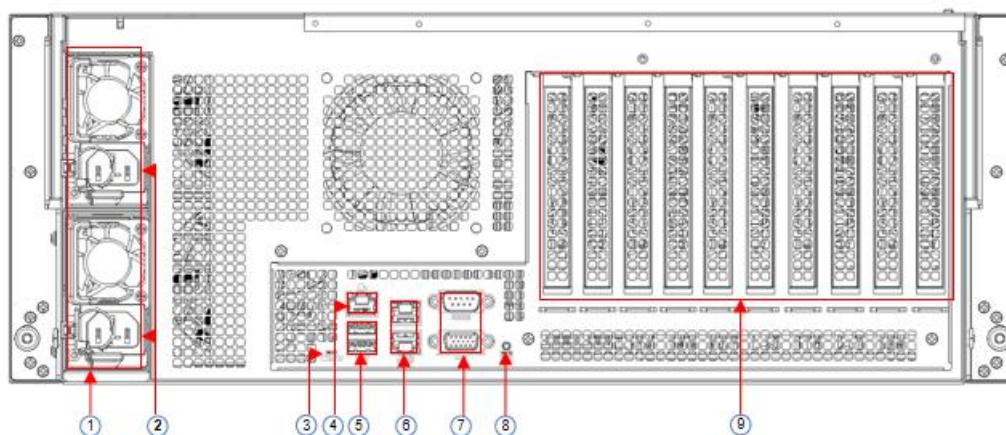 ① ② ③ ④ ⑤ ⑥ ⑦ ⑧ ⑨